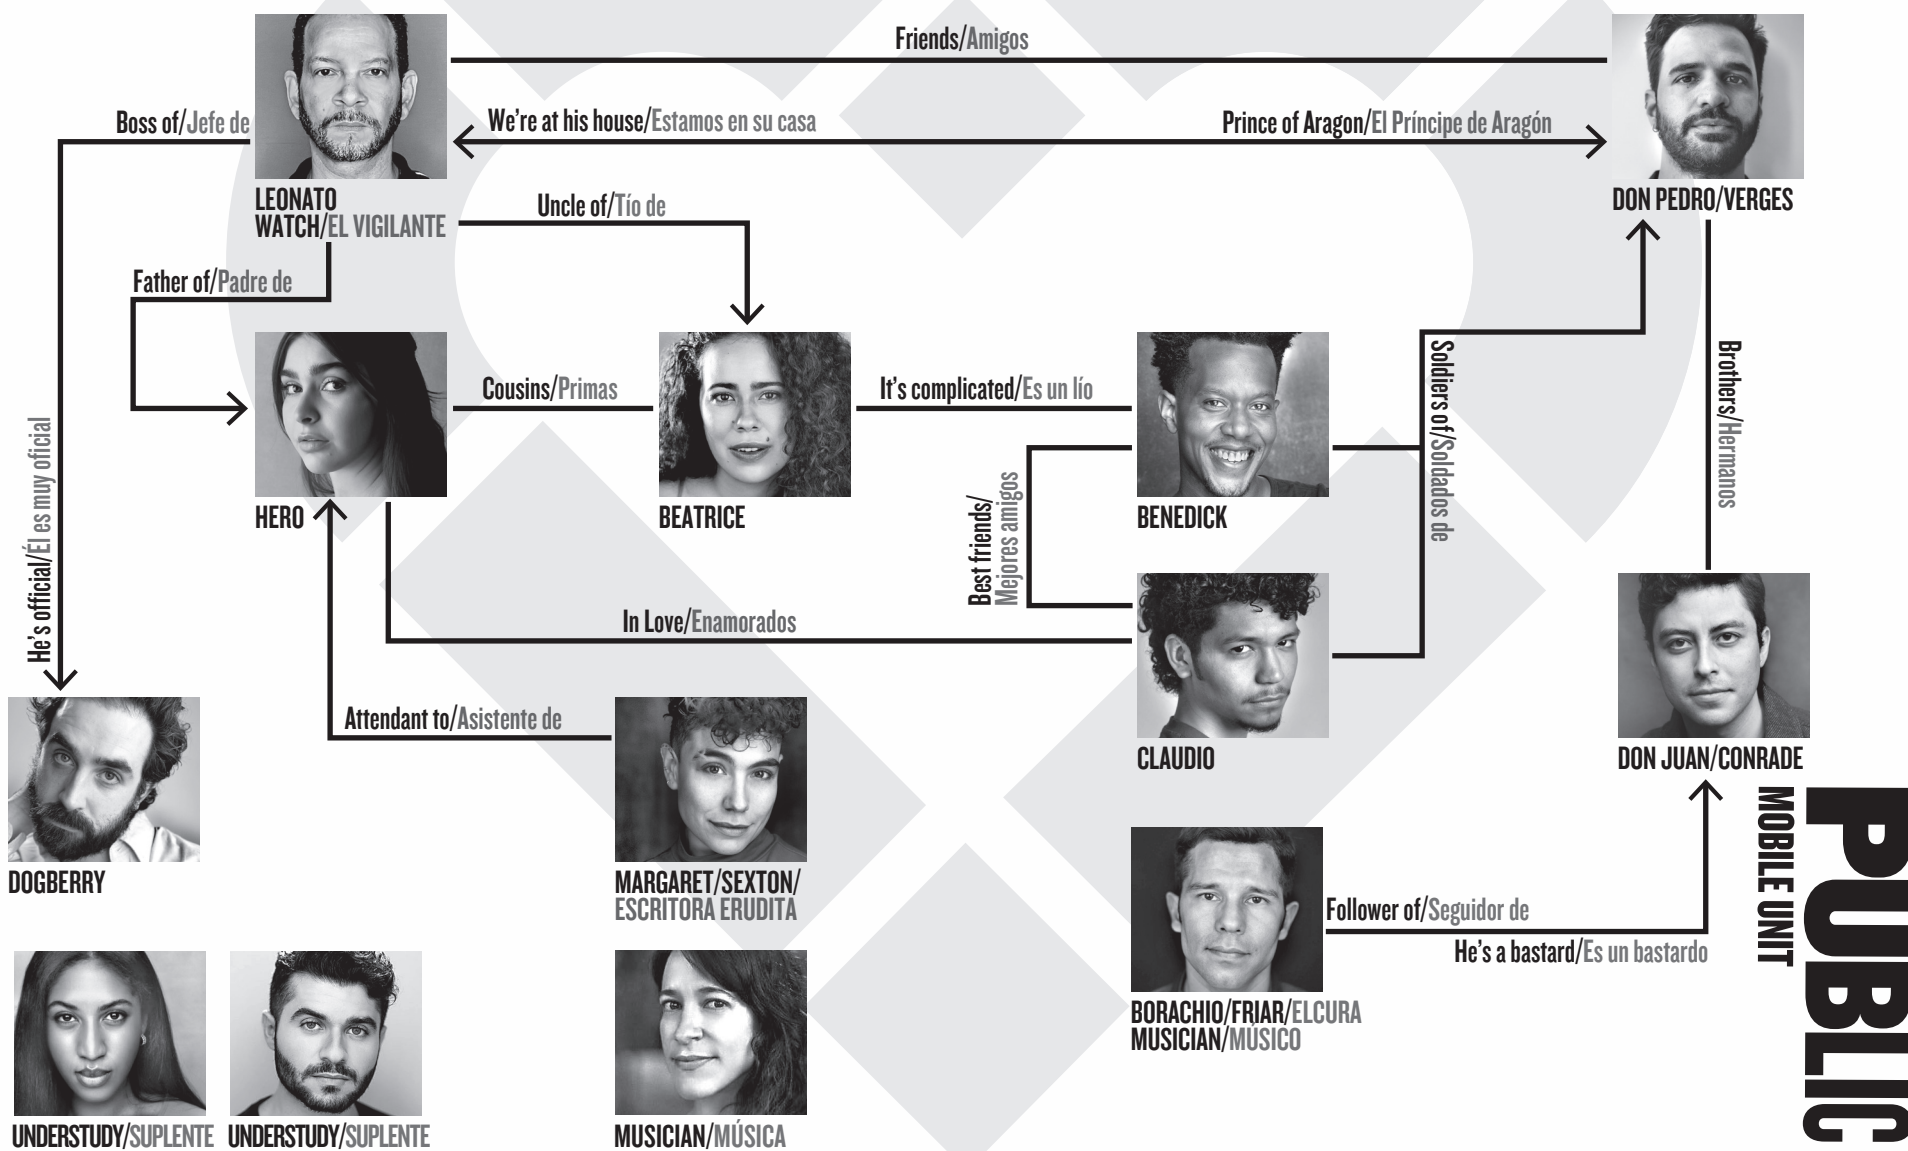 Friends/Amigos
Boss of/Jefe de
We're at his house/Estamos en su casa
Prince of Aragon/El Príncipe de Aragón
LEONATO
WATCH/EL VIGILANTE
DON PEDRO/VERGES
Uncle of/Tío de
Father of/Padre de
Cousins/Primas
It's complicated/Es un lío
Soldiers of/Soldados de
Brothers/Hermanos
He's official/Él es muy oficial
HERO
BEATRICE
BENEDICK
Best friends/
Mejores amigos
In Love/Enamorados
Attendant to/Asistente de
CLAUDIO
DON JUAN/CONRADE
DOGBERRY
MARGARET/SEXTON/
ESCRITORA ERUDITA
Follower of/Seguidor de
He's a bastard/Es un bastardo
BORACHIO/FRIAR/ELCURA
MUSICIAN/MÚSICO
UNDERSTUDY/SUPLENTE
UNDERSTUDY/SUPLENTE
MUSICIAN/MÚSICA
PUBLIC
MOBILE UNIT